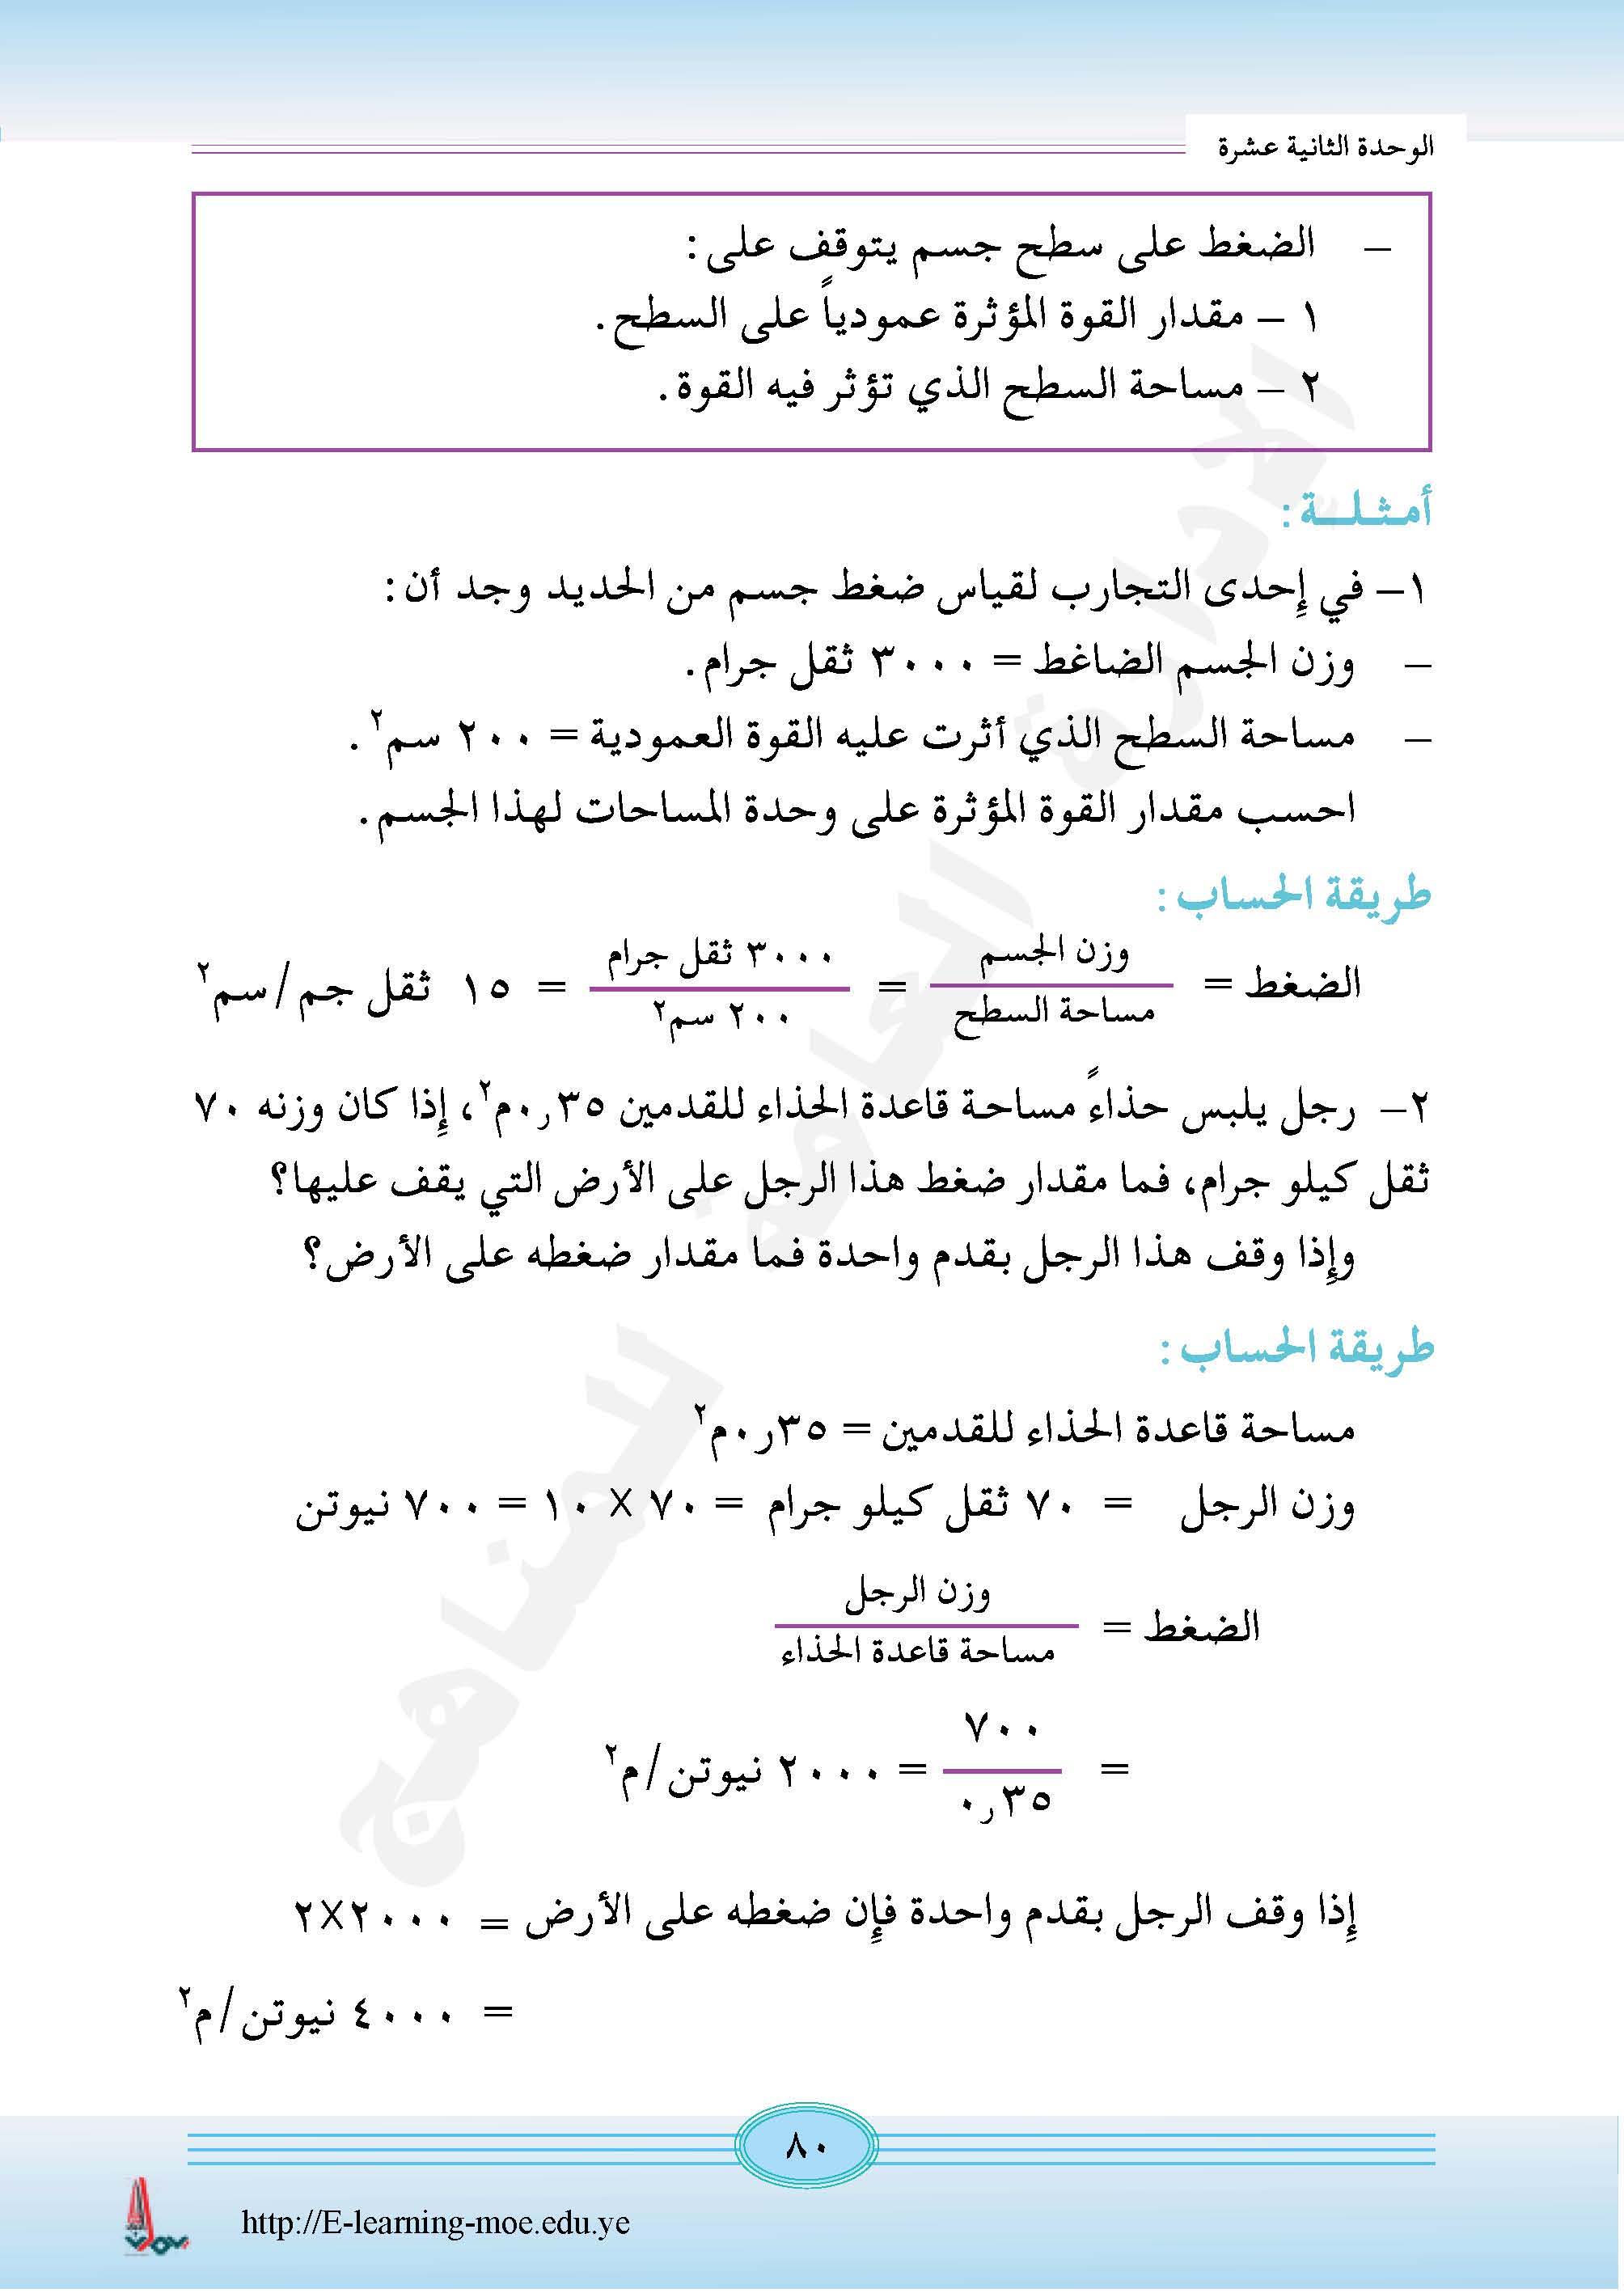 الوحدة الثانية عشرة
– الضغط على سطح جسم يتوقف على :
١ – مقدار القوة المؤثرة عمودياً على السطح .
٢ – مساحة السطح الذي تؤثر فيه القوة .
أمـثـلـــة :
١– في إحدى التجارب لقياس ضغط جسم من الحديد وجد أن :
– وزن الجسم الضاغط = ٣٠٠٠ ثقل جرام .
– مساحة السطح الذي أثرت عليه القوة العمودية = ٢٠٠ سم٢ .
احسب مقدار القوة المؤثرة على وحدة المساحات لهذا الجسم .
طريقة الحساب :
الضغط = وزن الجسم / مساحة السطح = ٣٠٠٠ ثقل جرام / ٢٠٠ سم٢ = ١٥ ثقل جم / سم٢
٢– رجل يلبس حذاءً مساحة قاعدة الحذاء للقدمين ٠٫٣٥م٢، إذا كان وزنه ٧٠
ثقل كيلو جرام، فما مقدار ضغط هذا الرجل على الأرض التي يقف عليها؟
وإذا وقف هذا الرجل بقدم واحدة فما مقدار ضغطه على الأرض؟
طريقة الحساب :
مساحة قاعدة الحذاء للقدمين = ٠٫٣٥م٢
وزن الرجل = ٧٠ ثقل كيلو جرام = ٧٠ × ١٠ = ٧٠٠ نيوتن
الضغط = وزن الرجل / مساحة قاعدة الحذاء
= ٧٠٠ / ٠٫٣٥ = ٢٠٠٠ نيوتن / م٢
إذا وقف الرجل بقدم واحدة فإن ضغطه على الأرض = ٢٠٠٠×٢
= ٤٠٠٠ نيوتن / م٢
٨٠
http://E-learning-moe.edu.ye
الإدارة العامة للمناهج